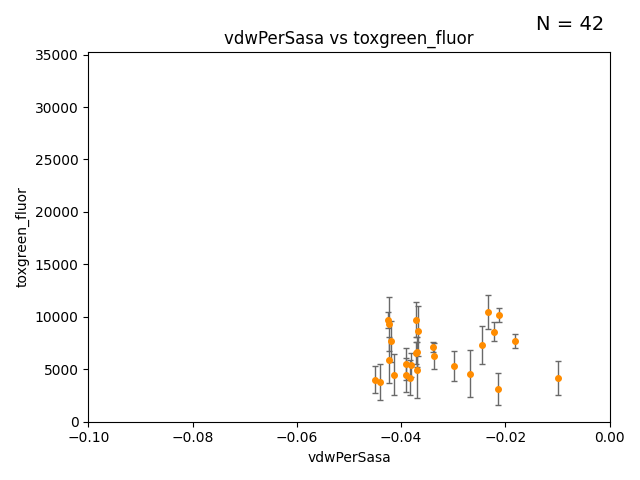 N = 42
vdwPerSasa vs toxgreen_fluor
35000
30000
25000
20000
15000
10000
5000
0
toxgreen_fluor
−0.10 −0.08 −0.06 −0.04 −0.02 0.00
vdwPerSasa